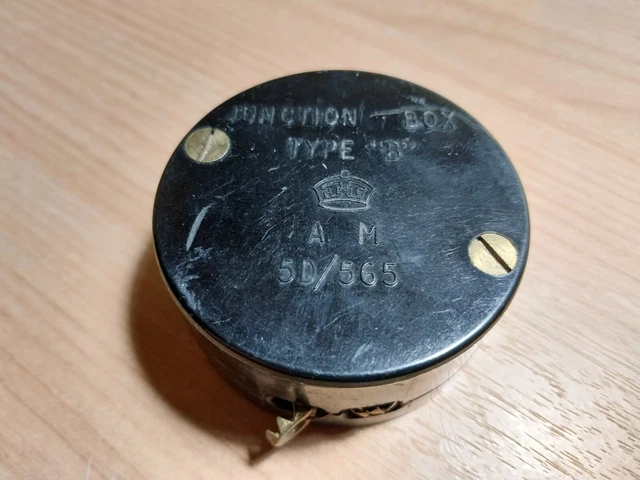 JUNCTION BOX
TYPE "B"
A M
5D/565